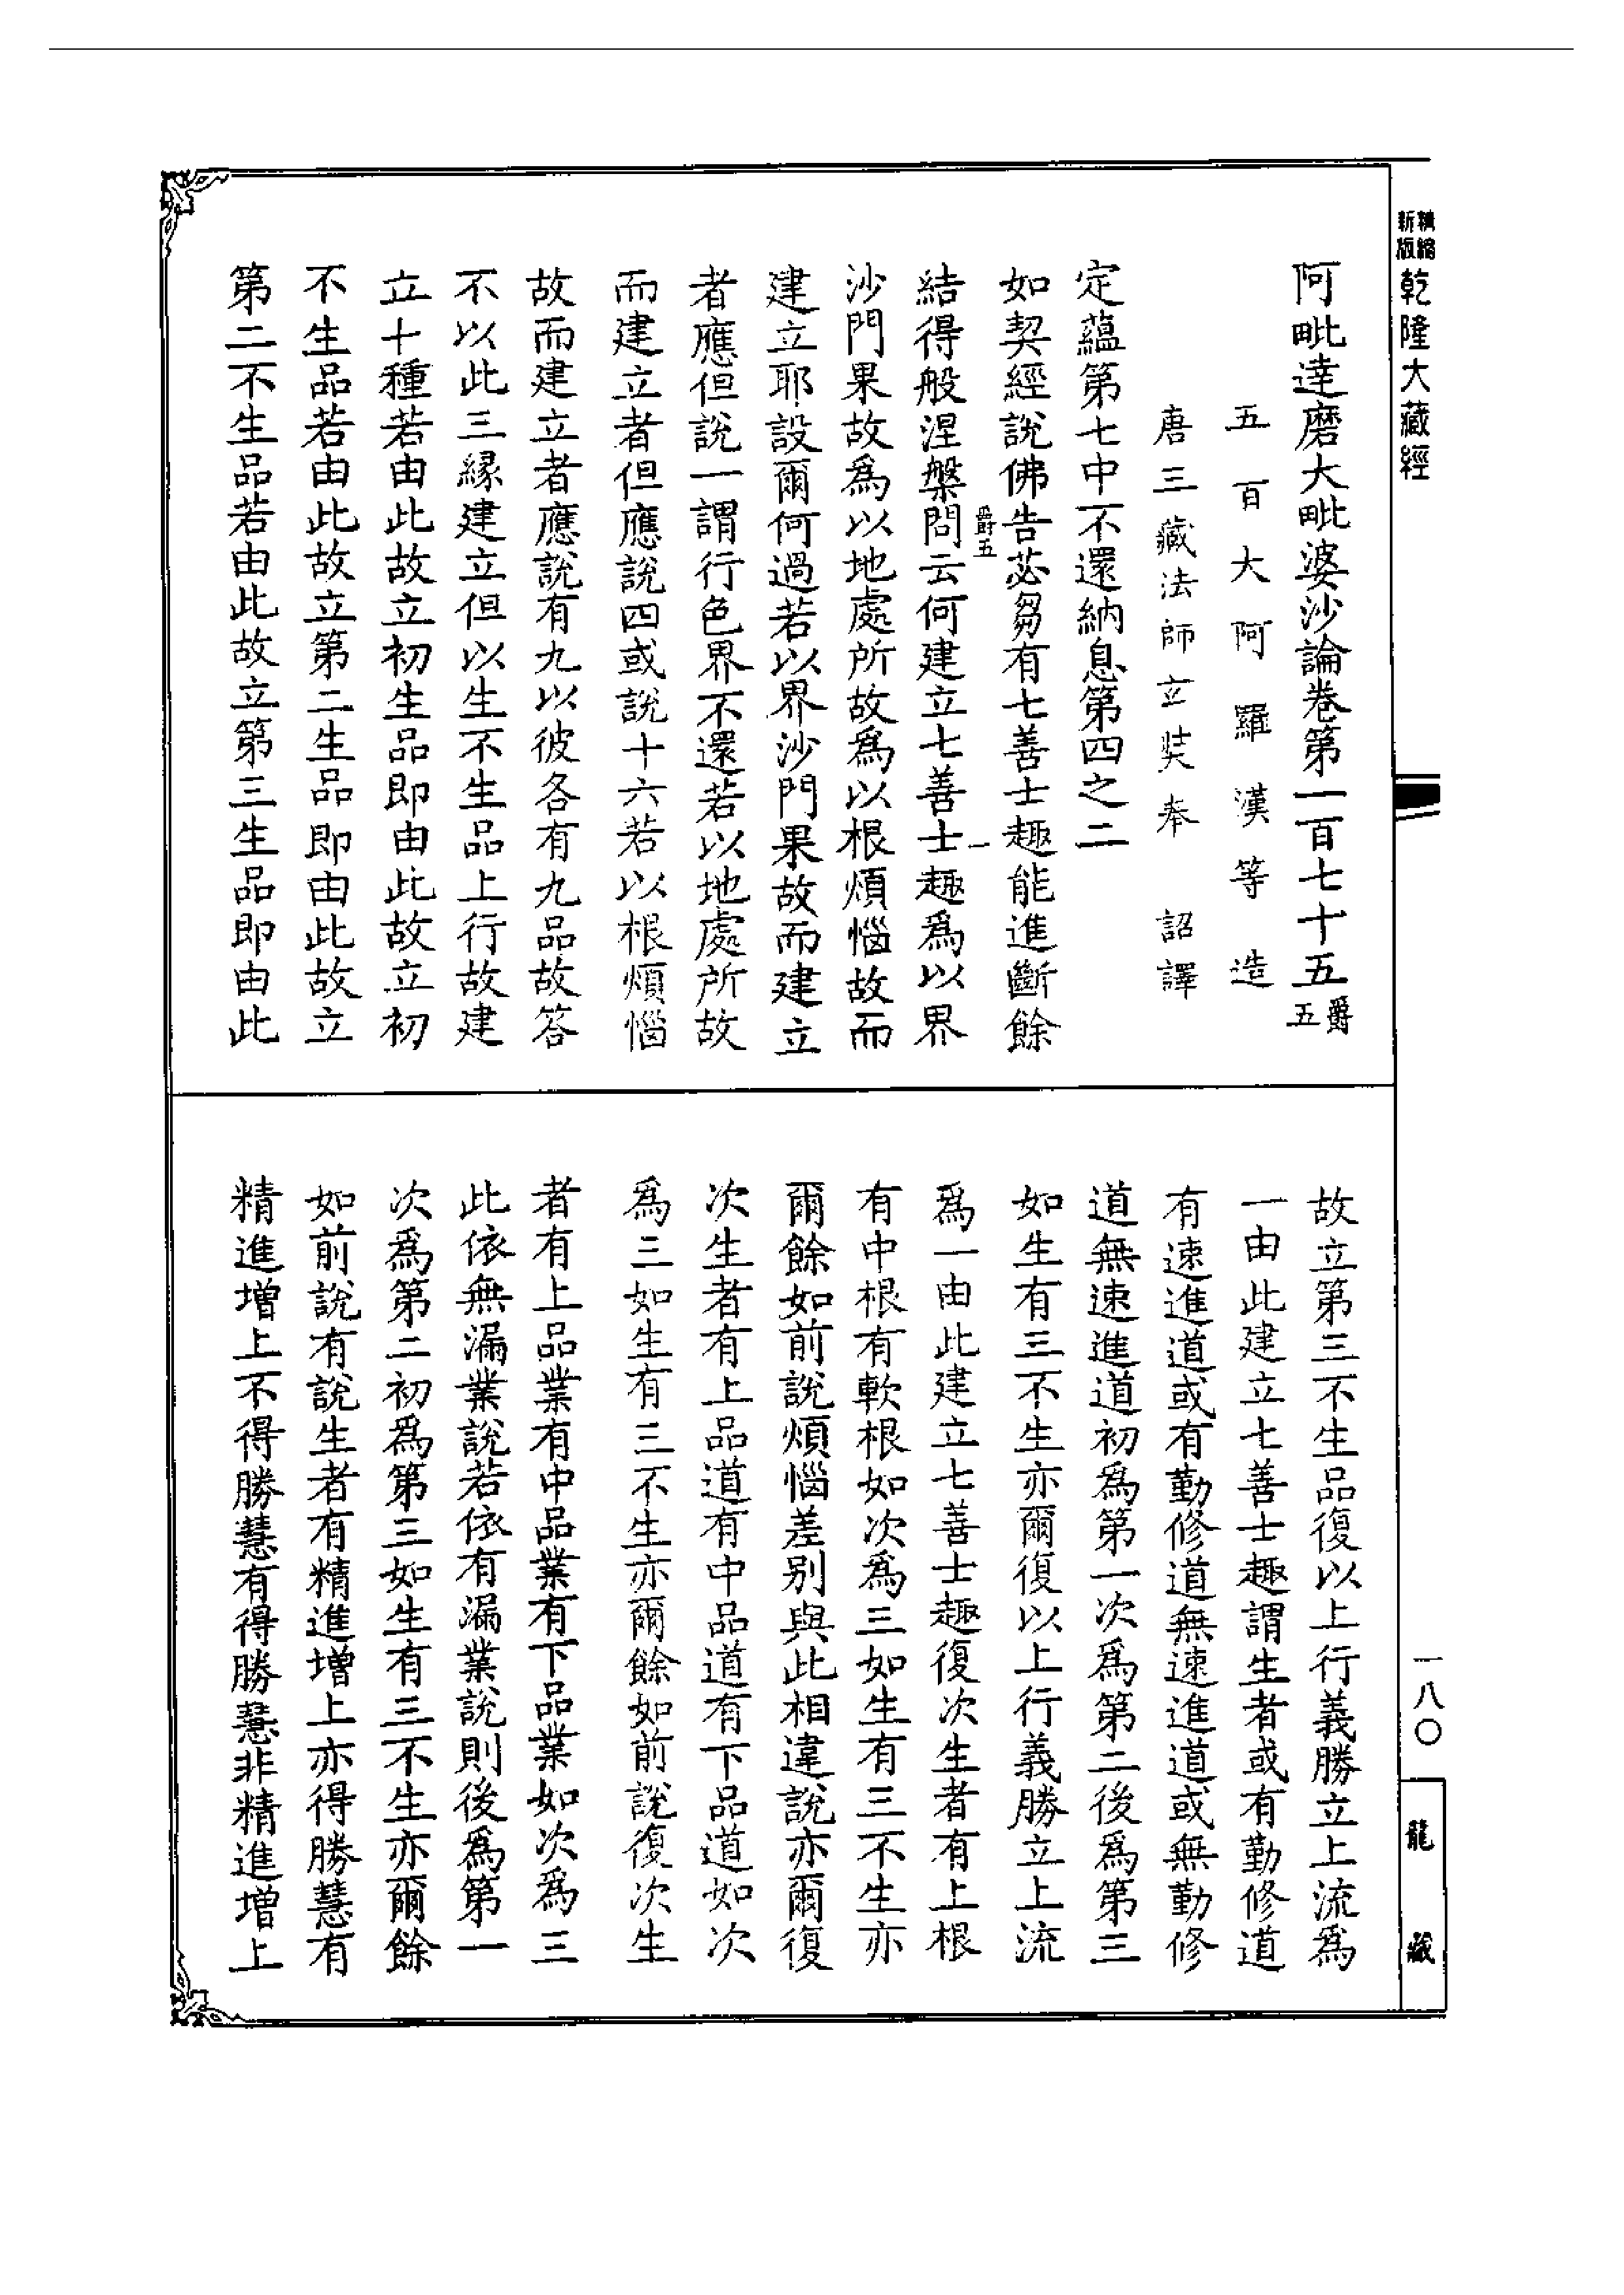 精縮新版
乾隆大藏經
阿毗達磨大毗婆沙論卷第一百七十五 爵五
五百大阿羅漢等造
唐三藏法師玄奘奉 詔譯
定蘊第七中不還納息第四之二
如契經說佛告苾芻有七善士趣能進斷餘
爵五 一
結得般涅槃問云何建立七善士趣爲以界
沙門果故爲以地處所故爲以根煩惱故而
建立耶設爾何過若以界沙門果故而建立
者應但說一謂行色界不還若以地處所故
而建立者但應說四或說十六若以根煩惱
故而建立者應說有九以彼各有九品故答
不以此三緣建立但以生不生品上行故建
立十種若由此故立初生品即由此故立初
不生品若由此故立第二生品即由此故立
第二不生品若由此故立第三生品即由此
故立第三不生品復以上行義勝立上流爲
一由此建立七善士趣謂生者或有勤修道
有速進道或有勤修道無速進道或無勤修
道無速進道初爲第一次爲第二後爲第三
如生有三不生亦爾復以上行義勝立上流
爲一由此建立七善士趣復次生者有上根
有中根有軟根如次爲三如生有三不生亦
爾餘如前說煩惱差別與此相違說亦爾復
次生者有上品道有中品道有下品道如次
爲三如生有三不生亦爾餘如前說復次生
者有上品業有中品業有下品業如次爲三
此依無漏業說若依有漏業說則後爲第一
次爲第二初爲第三如生有三不生亦爾餘
如前說有說生者有精進增上亦得勝慧有
精進增上不得勝慧有得勝慧非精進增上
一八〇
龍藏